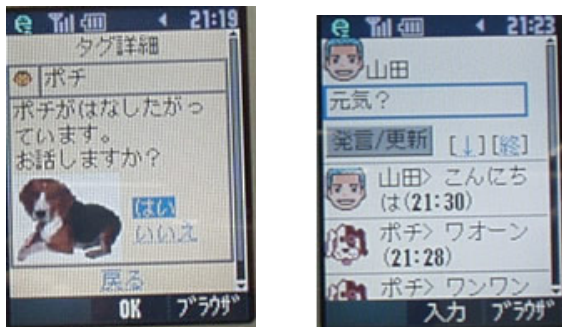 21:19
タグ詳細
ポチ
ポチがはなしたがっ
ています。
お話しますか?
はい
いいえ
戻る
OK ブラウザ
21:23
山田
元気?
発言/更新 [↓][終]
山田> こんにち
は(21:30)
ポチ> ワオーン
(21:28)
ポチ> ワンワン
入力 ブラウザ